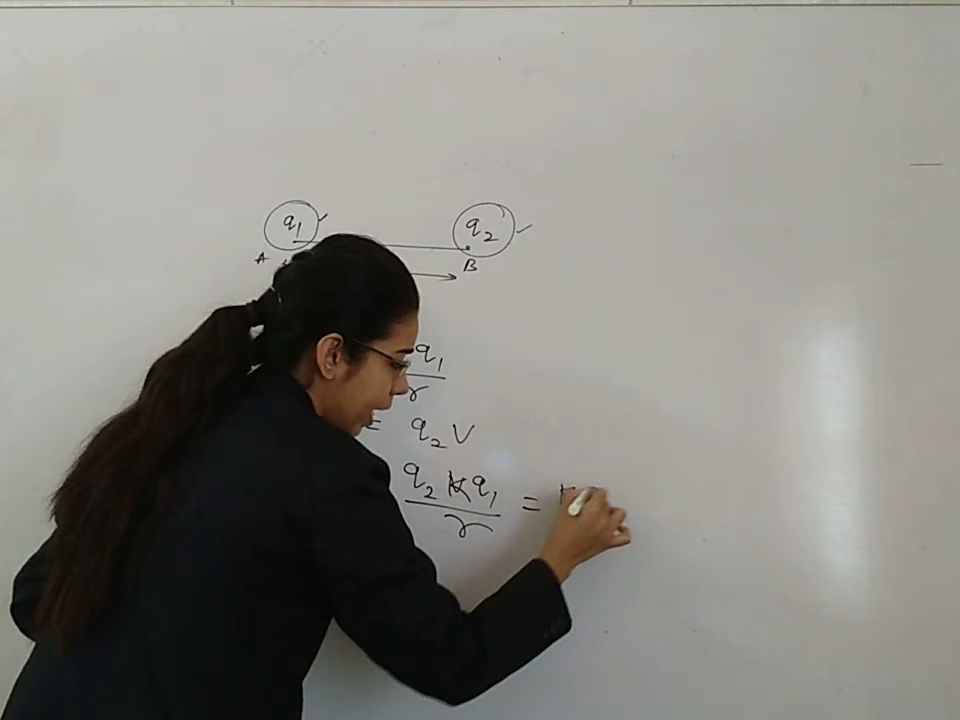 q₁ q₂
A B
q₁
r
= q₂ V
q₂ k q₁ =
r